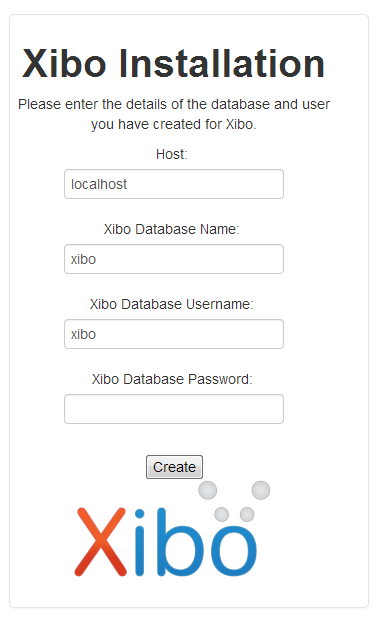 Xibo Installation
Please enter the details of the database and user
you have created for Xibo.
Host:
localhost
Xibo Database Name:
xibo
Xibo Database Username:
xibo
Xibo Database Password:
Create
Xibo